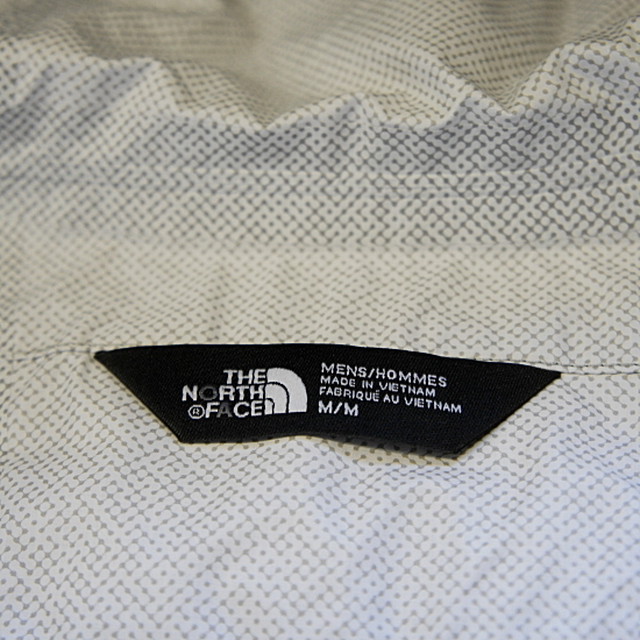 THE
NORTH
® FACE
MENS/HOMMES
MADE IN VIETNAM
FABRIQUÉ AU VIETNAM
M/M